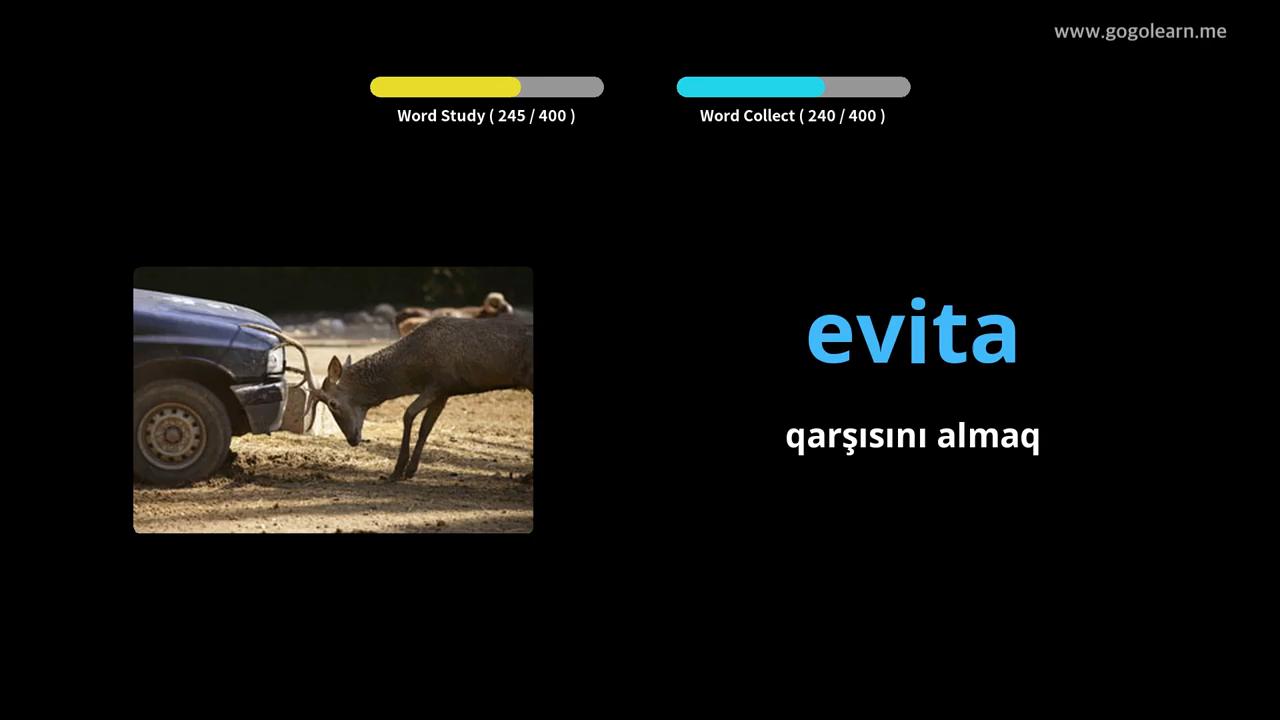 www.gogolearn.me
Word Study ( 245 / 400 )
Word Collect ( 240 / 400 )
evita
qarşısını almaq